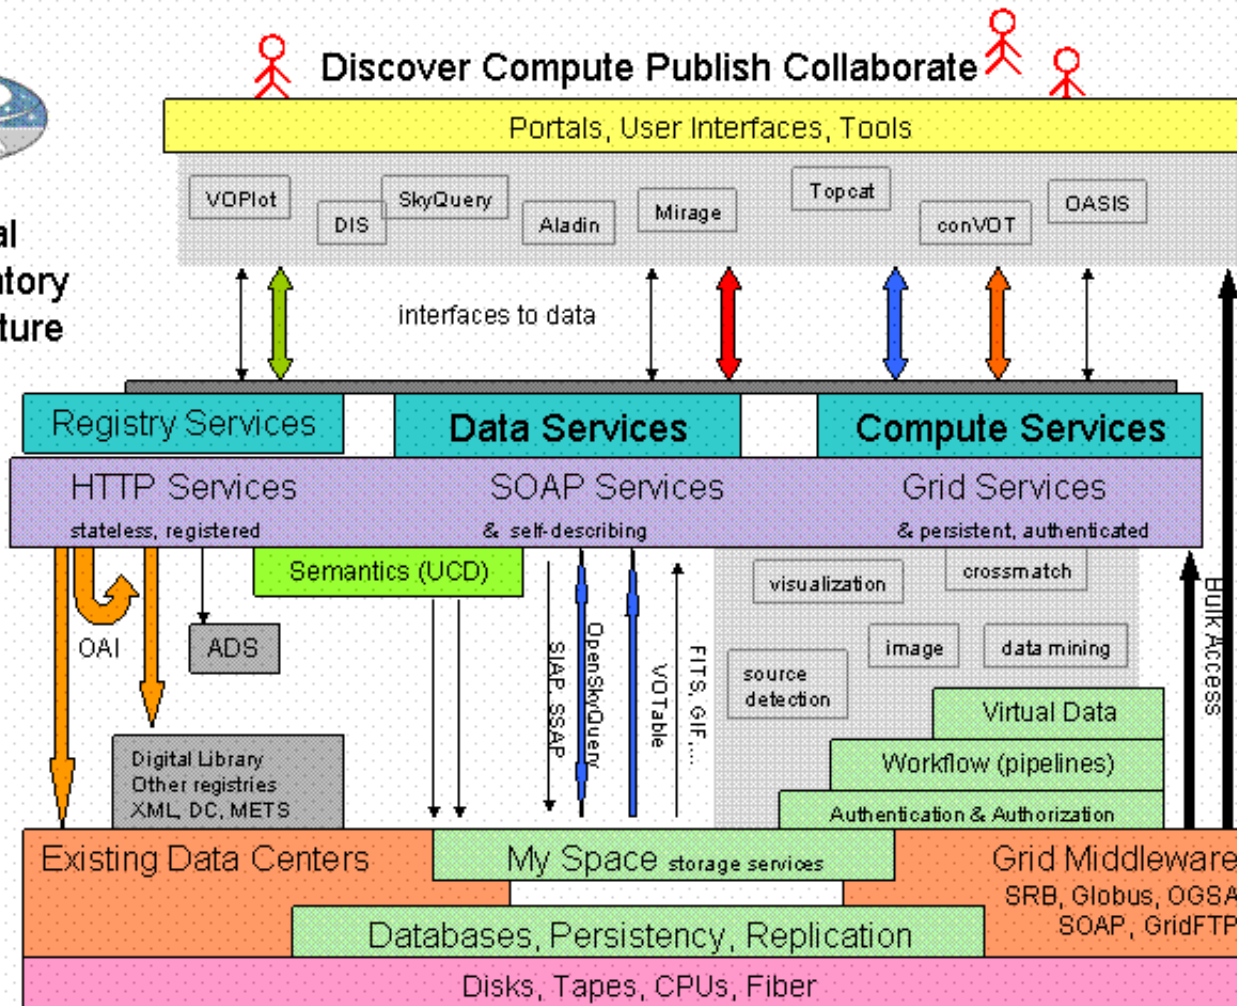 Discover Compute Publish Collaborate
Portals, User Interfaces, Tools
VOPlot
DIS
SkyQuery
Aladin
Mirage
Topcat
conVOT
OASIS
al
atory
ture
interfaces to data
Registry Services
Data Services
Compute Services
HTTP Services
SOAP Services
Grid Services
stateless, registered
& self-describing
& persistent, authenticated
Semantics (UCD)
visualization
crossmatch
OAI
ADS
image
data mining
source
detection
SIAP, SSAP
OpenSkyQuery
VOTable
FITS, GIF,....
Bulk Access
Virtual Data
Workflow (pipelines)
Authentication & Authorization
Digital Library
Other registries
XML, DC, METS
Existing Data Centers
My Space storage services
Grid Middleware
SRB, Globus, OGSA
SOAP, GridFTP
Databases, Persistency, Replication
Disks, Tapes, CPUs, Fiber